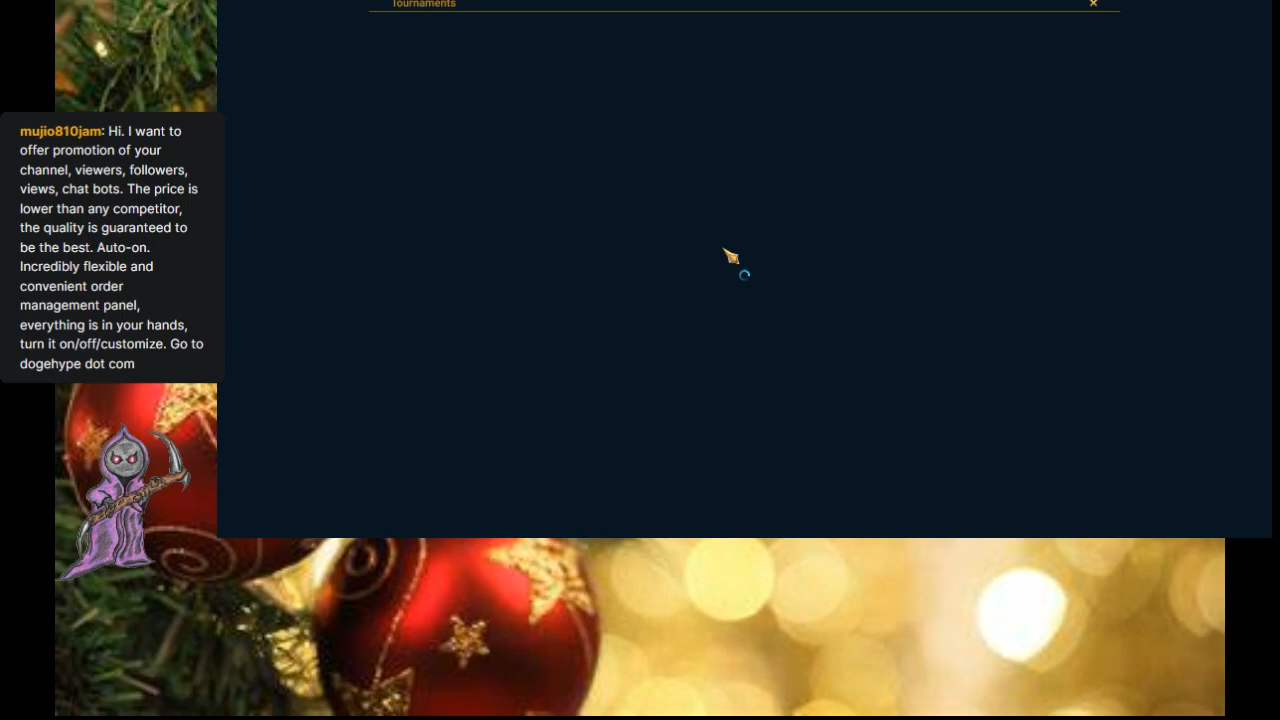 Tournaments
×
mujio810jam: Hi. I want to
offer promotion of your
channel, viewers, followers,
views, chat bots. The price is
lower than any competitor,
the quality is guaranteed to
be the best. Auto-on.
Incredibly flexible and
convenient order
management panel,
everything is in your hands,
turn it on/off/customize. Go to
dogehype dot com